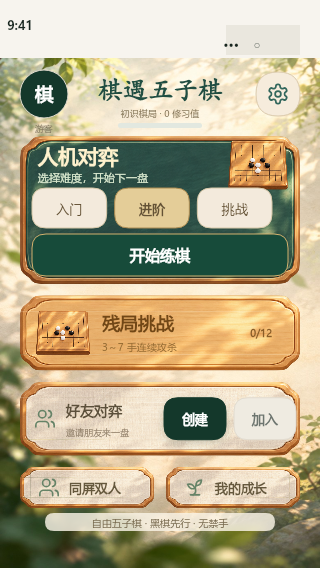 9:41
棋
棋遇五子棋
初识棋局 · 0 修习值
游客
人机对弈
选择难度，开始下一盘
入门
进阶
挑战
开始练棋
残局挑战
3~7 手连续攻杀
0/12
好友对弈
邀请朋友来一盘
创建
加入
同屏双人
我的成长
自由五子棋 · 黑棋先行 · 无禁手